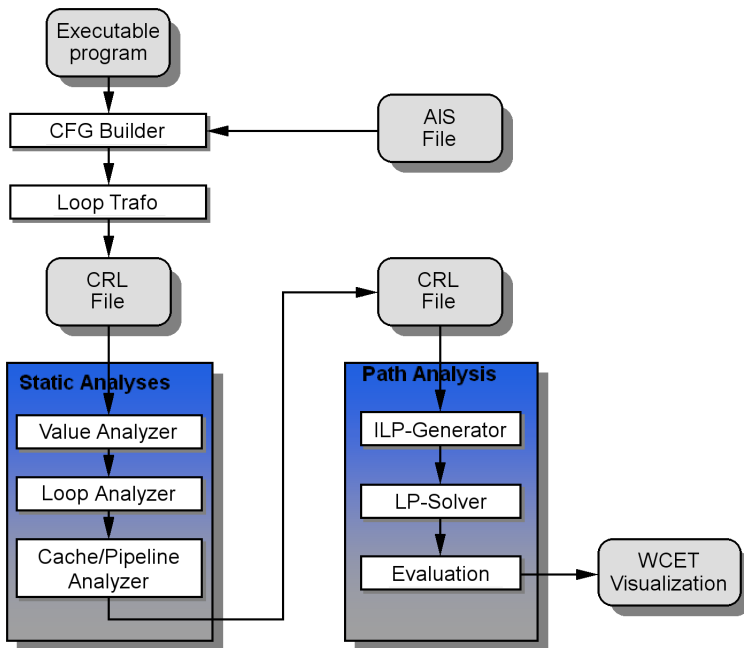 Executable
program
CFG Builder
AIS
File
Loop Trafo
CRL
File
CRL
File
Static Analyses
Value Analyzer
Loop Analyzer
Cache/Pipeline
Analyzer
Path Analysis
ILP-Generator
LP-Solver
Evaluation
WCET
Visualization